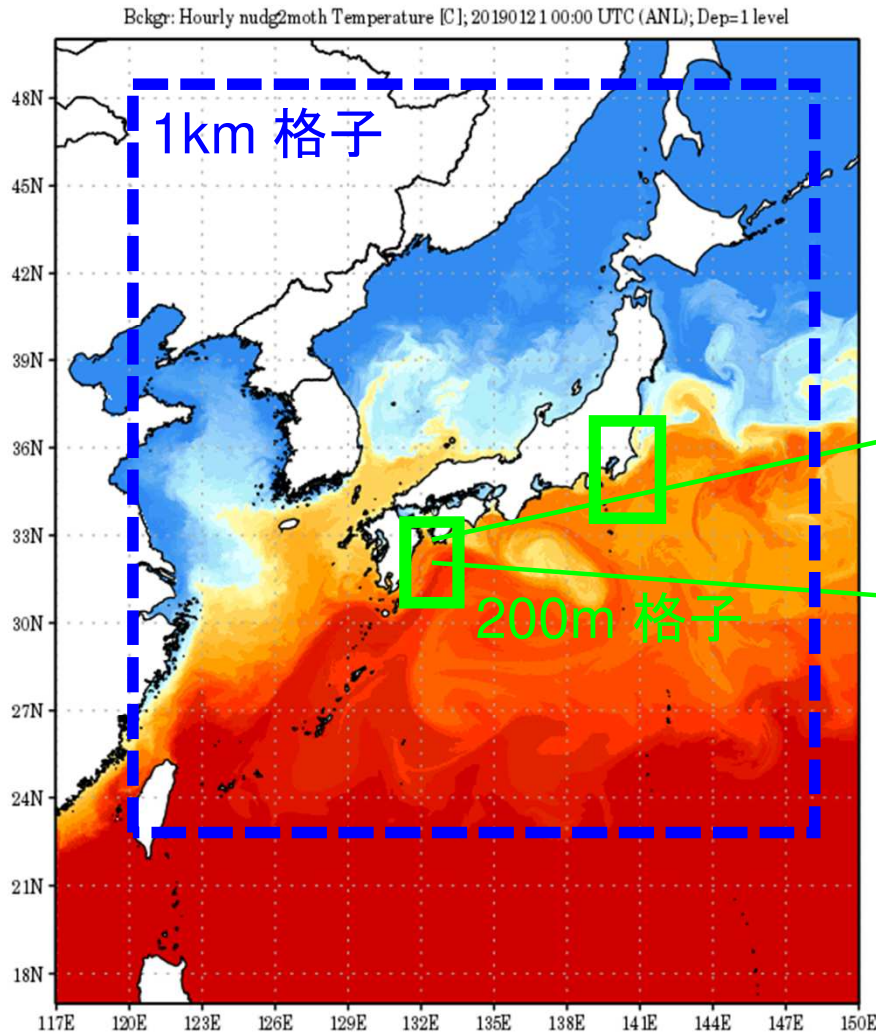 Bckgr: Hourly nudg2moth Temperature [C]; 20190121 00:00 UTC (ANL); Dep=1 level
48N
1km 格子
45N
42N
39N
36N
33N
30N
200m 格子
27N
24N
21N
18N
117E 120E 123E 126E 129E 132E 135E 138E 141E 144E 147E 150E